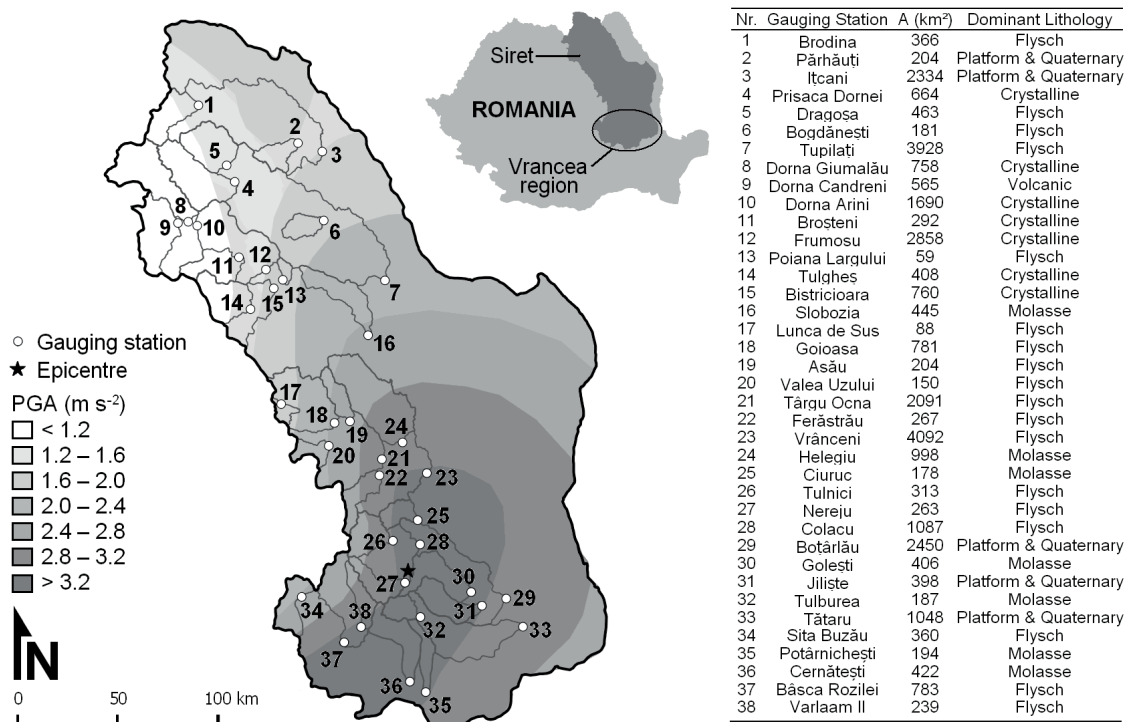 Siret
ROMANIA
Vrancea
region
1
2
3
5
4
8
9
10
6
11
12
13
7
14
15
16
17
18
19
24
20
21
22
23
25
26
28
27
30
29
31
34
38
32
33
37
36
35
Gauging station
Epicentre
PGA (m s⁻²)
< 1.2
1.2 – 1.6
1.6 – 2.0
2.0 – 2.4
2.4 – 2.8
2.8 – 3.2
> 3.2
N
0 50 100 km
Nr. Gauging Station A (km²) Dominant Lithology
1 Brodina 366 Flysch
2 Părhăuți 204 Platform & Quaternary
3 Ițcani 2334 Platform & Quaternary
4 Prisaca Dornei 664 Crystalline
5 Dragoșa 463 Flysch
6 Bogdănești 181 Flysch
7 Tupilați 3928 Flysch
8 Dorna Giumalău 758 Crystalline
9 Dorna Candreni 565 Volcanic
10 Dorna Arini 1690 Crystalline
11 Broșteni 292 Crystalline
12 Frumosu 2858 Crystalline
13 Poiana Largului 59 Flysch
14 Tulgheș 408 Crystalline
15 Bistricioara 760 Crystalline
16 Slobozia 445 Molasse
17 Lunca de Sus 88 Flysch
18 Goioasa 781 Flysch
19 Asău 204 Flysch
20 Valea Uzului 150 Flysch
21 Târgu Ocna 2091 Flysch
22 Ferăstrău 267 Flysch
23 Vrânceni 4092 Flysch
24 Helegiu 998 Molasse
25 Ciuruc 178 Molasse
26 Tulnici 313 Flysch
27 Nereju 263 Flysch
28 Colacu 1087 Flysch
29 Botârlău 2450 Platform & Quaternary
30 Golești 406 Molasse
31 Jiliște 398 Platform & Quaternary
32 Tulburea 187 Molasse
33 Tătaru 1048 Platform & Quaternary
34 Sita Buzău 360 Flysch
35 Potârnichești 194 Molasse
36 Cernătești 422 Molasse
37 Bâsca Rozilei 783 Flysch
38 Varlaam II 239 Flysch